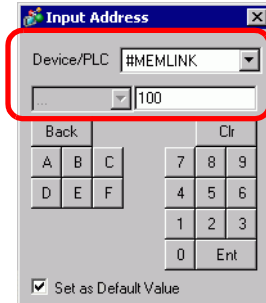 Input Address
Device/PLC #MEMLINK
... 100
Back Clr
A B C 7 8 9
D E F 4 5 6
1 2 3
0 Ent
Set as Default Value